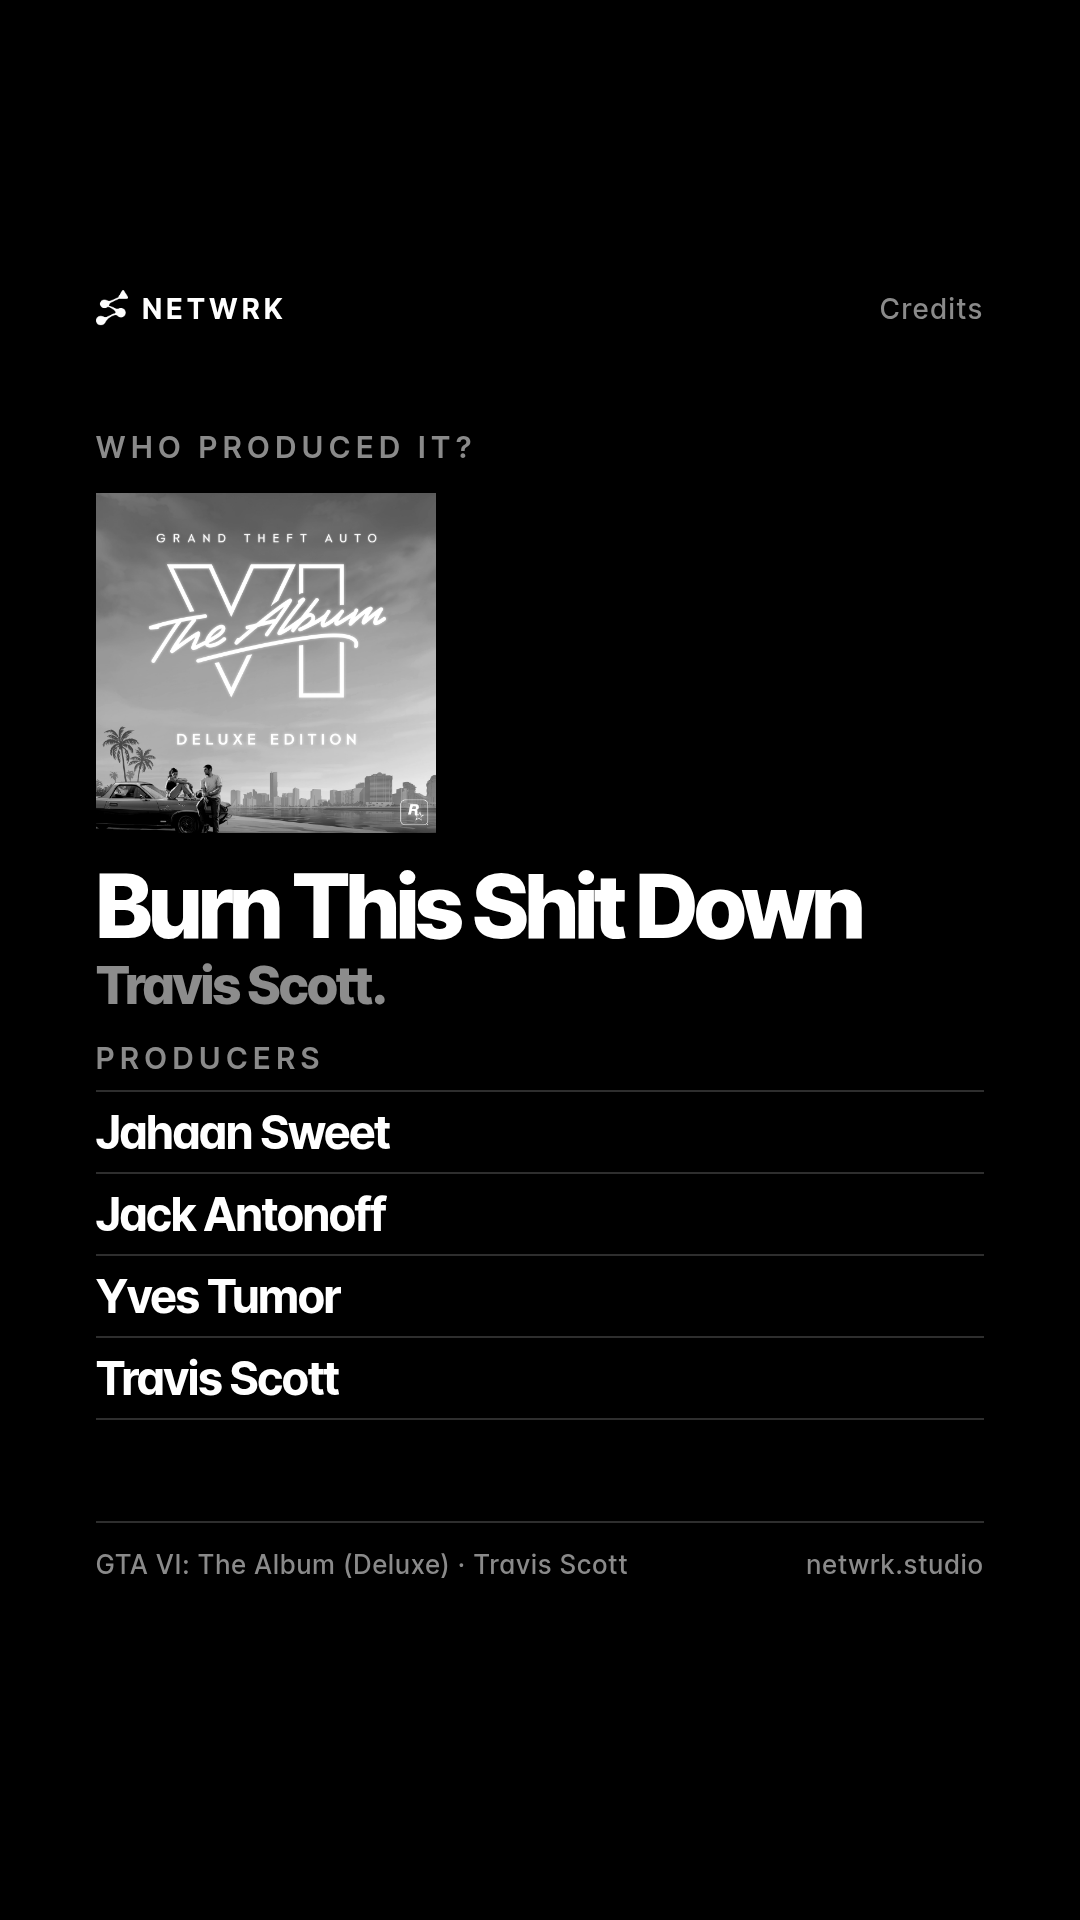 NETWRK
Credits
WHO PRODUCED IT?
GRAND THEFT AUTO
VI
The Album
DELUXE EDITION
R
Burn This Shit Down
Travis Scott.
PRODUCERS
Jahaan Sweet
Jack Antonoff
Yves Tumor
Travis Scott
GTA VI: The Album (Deluxe) · Travis Scott
netwrk.studio